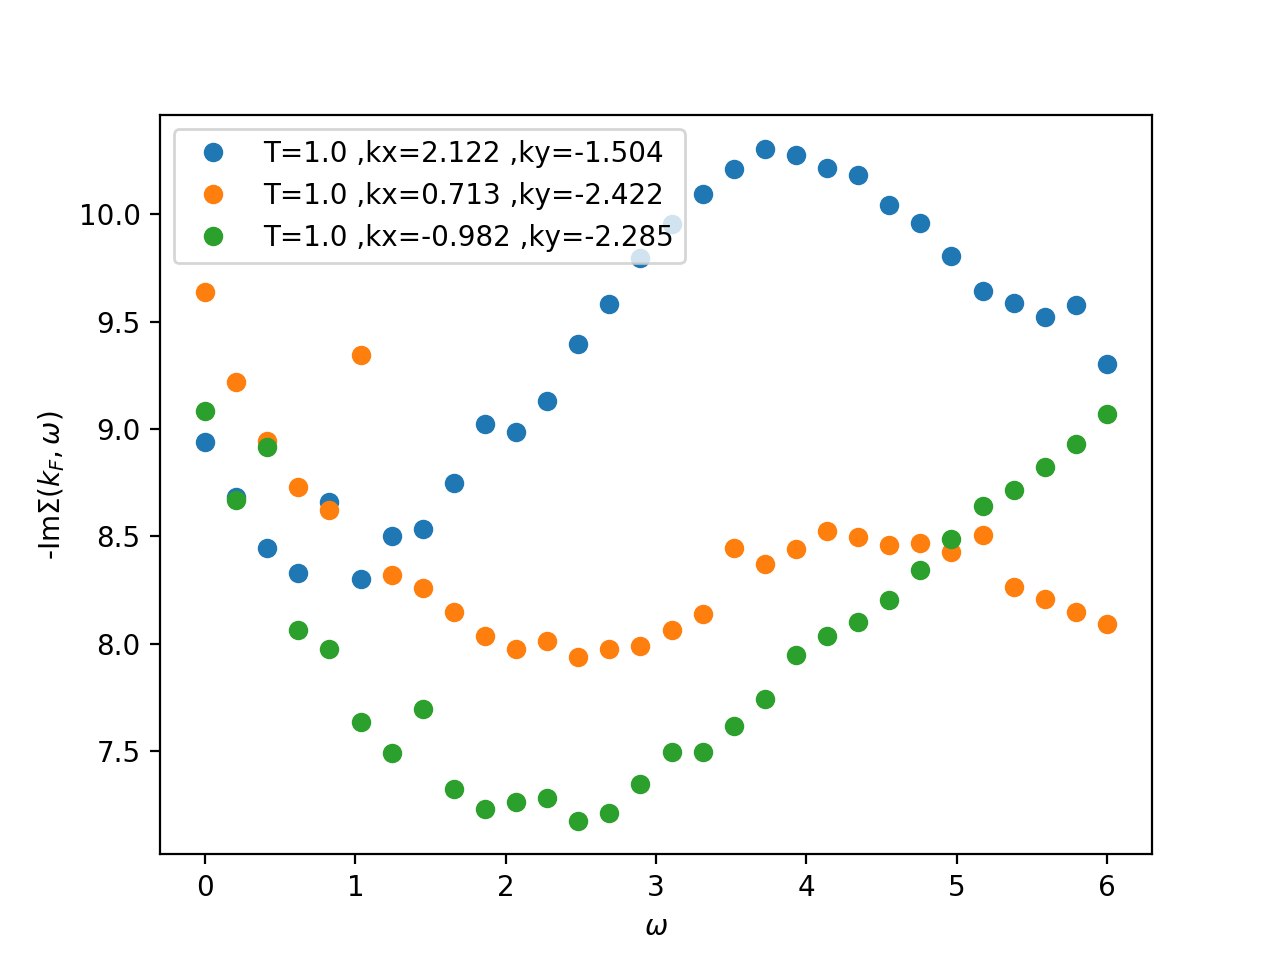 T=1.0 ,kx=2.122 ,ky=-1.504
T=1.0 ,kx=0.713 ,ky=-2.422
T=1.0 ,kx=-0.982 ,ky=-2.285
10.0
9.5
9.0
8.5
8.0
7.5
-ImΣ(k_F, ω)
0 1 2 3 4 5 6
ω